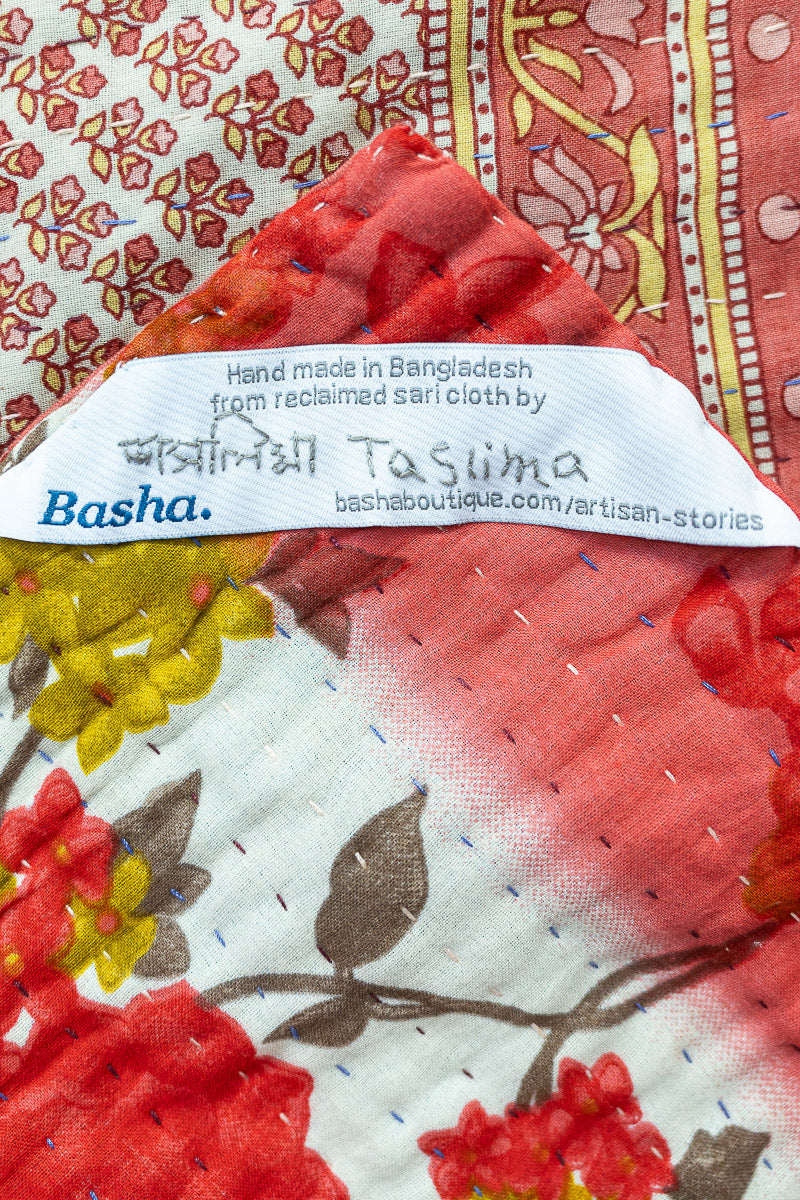 Hand made in Bangladesh
from reclaimed sari cloth by
তাসলিমা Taslima
Basha.
bashaboutique.com/artisan-stories